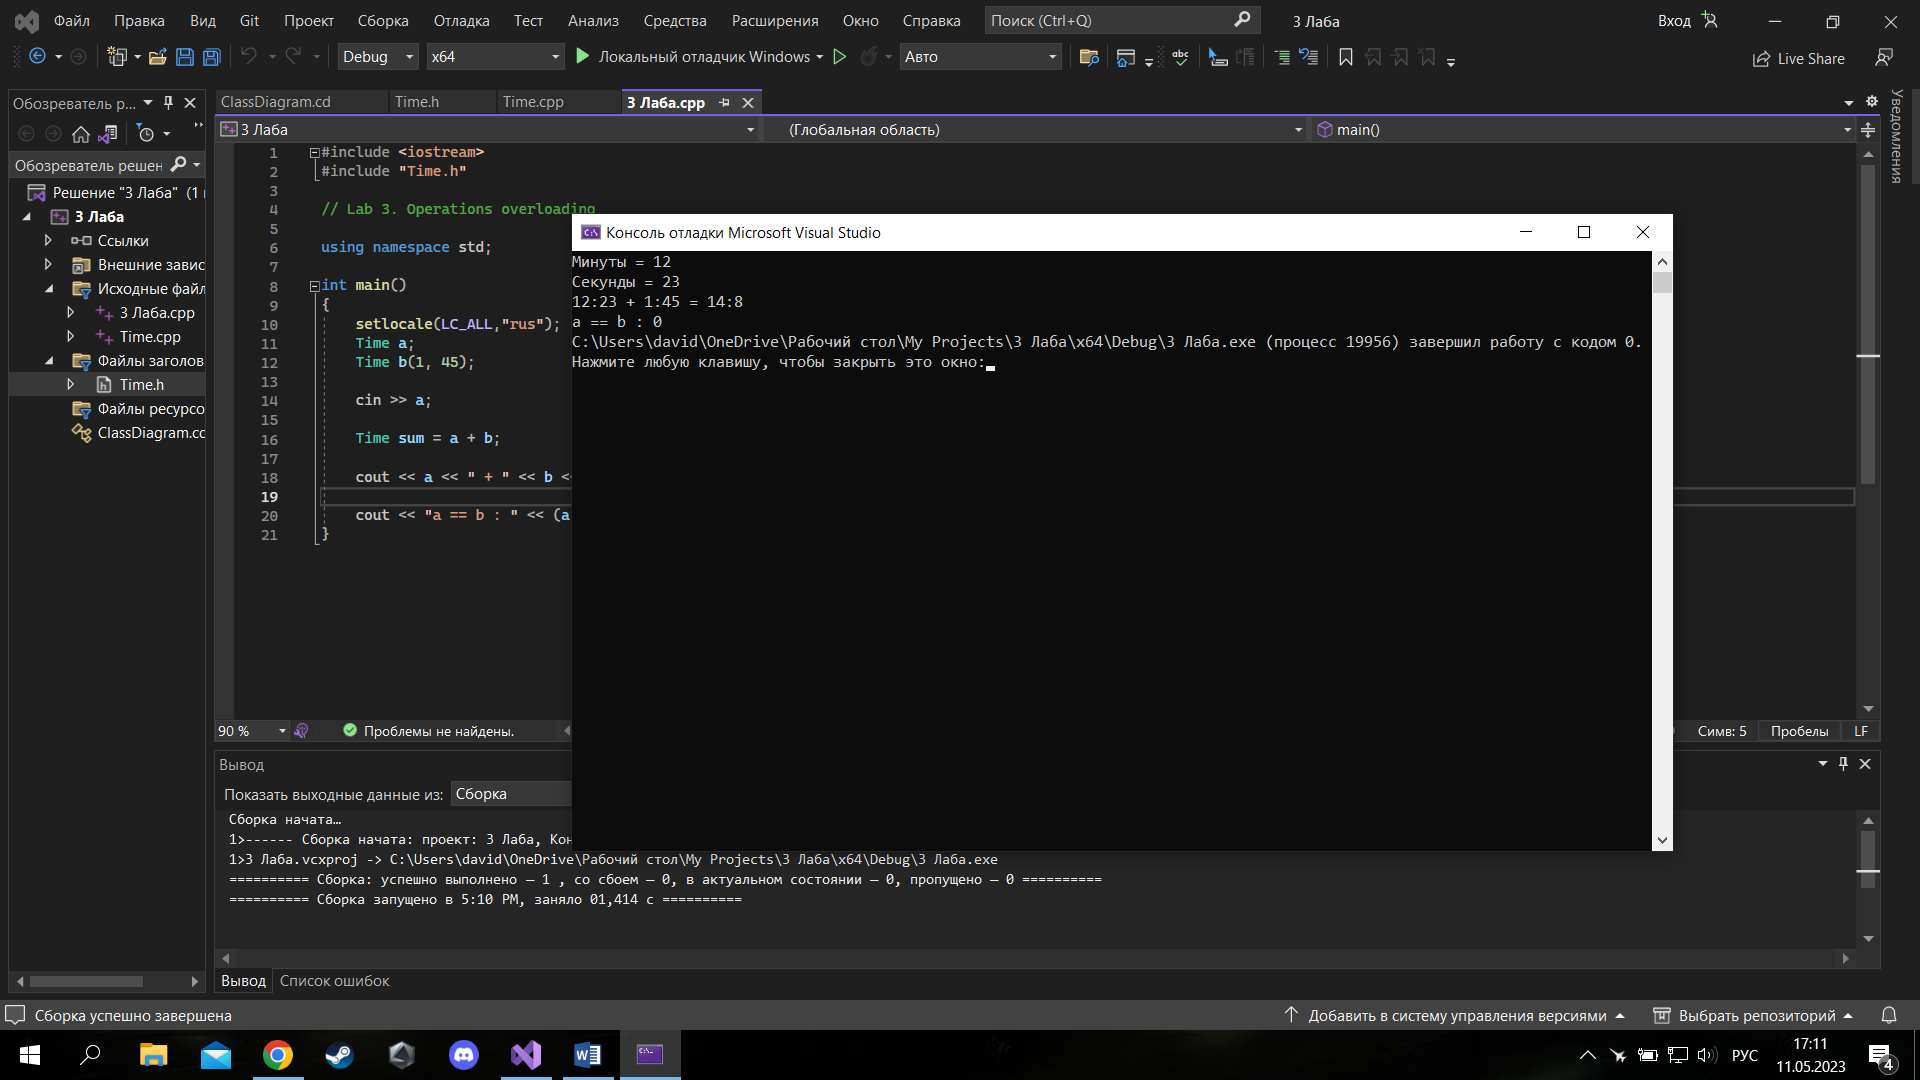 Файл Правка Вид Git Проект Сборка Отладка Тест Анализ Средства Расширения Окно Справка Поиск (Ctrl+Q) 3 Лаба Вход
Debug x64 Локальный отладчик Windows Авто Live Share
Обозреватель р...
ClassDiagram.cd Time.h Time.cpp 3 Лаба.cpp
3 Лаба (Глобальная область) main()
Уведомления
Обозреватель решен
Решение "3 Лаба" (1
3 Лаба
Ссылки
Внешние завис
Исходные файл
3 Лаба.cpp
Time.cpp
Файлы заголов
Time.h
Файлы ресурсо
ClassDiagram.cd
1 #include <iostream>
2 #include "Time.h"
3
4 // Lab 3. Operations overloading
5
6 using namespace std;
7
8 int main()
9 {
10 setlocale(LC_ALL,"rus");
11 Time a;
12 Time b(1, 45);
13
14 cin >> a;
15
16 Time sum = a + b;
17
18 cout << a << " + " << b <
19
20 cout << "a == b : " << (a
21 }
Консоль отладки Microsoft Visual Studio
Минуты = 12
Секунды = 23
12:23 + 1:45 = 14:8
a == b : 0
C:\Users\david\OneDrive\Рабочий стол\My Projects\3 Лаба\x64\Debug\3 Лаба.exe (процесс 19956) завершил работу с кодом 0.
Нажмите любую клавишу, чтобы закрыть это окно:
90 % Проблемы не найдены. Симв: 5 Пробелы LF
Вывод
Показать выходные данные из: Сборка
Сборка начата…
1>------ Сборка начата: проект: 3 Лаба, Кон
1>3 Лаба.vcxproj -> C:\Users\david\OneDrive\Рабочий стол\My Projects\3 Лаба\x64\Debug\3 Лаба.exe
========== Сборка: успешно выполнено — 1 , со сбоем — 0, в актуальном состоянии — 0, пропущено — 0 ==========
========== Сборка запущено в 5:10 PM, заняло 01,414 с ==========
Вывод Список ошибок
Сборка успешно завершена Добавить в систему управления версиями Выбрать репозиторий
РУС 17:11
11.05.2023 4